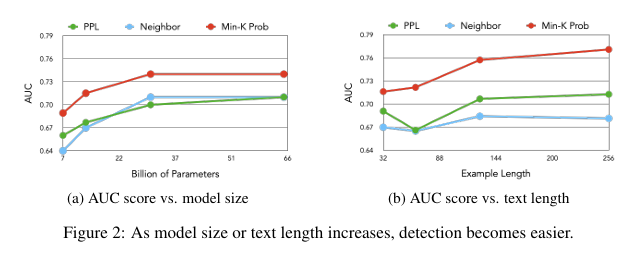 PPL Neighbor Min-K Prob
0.79
0.76
0.73
0.70
0.67
0.64
AUC
7 22 37 51 66
Billion of Parameters
(a) AUC score vs. model size
PPL Neighbor Min-K Prob
0.79
0.76
0.73
0.70
0.67
0.64
AUC
32 88 144 200 256
Example Length
(b) AUC score vs. text length
Figure 2: As model size or text length increases, detection becomes easier.